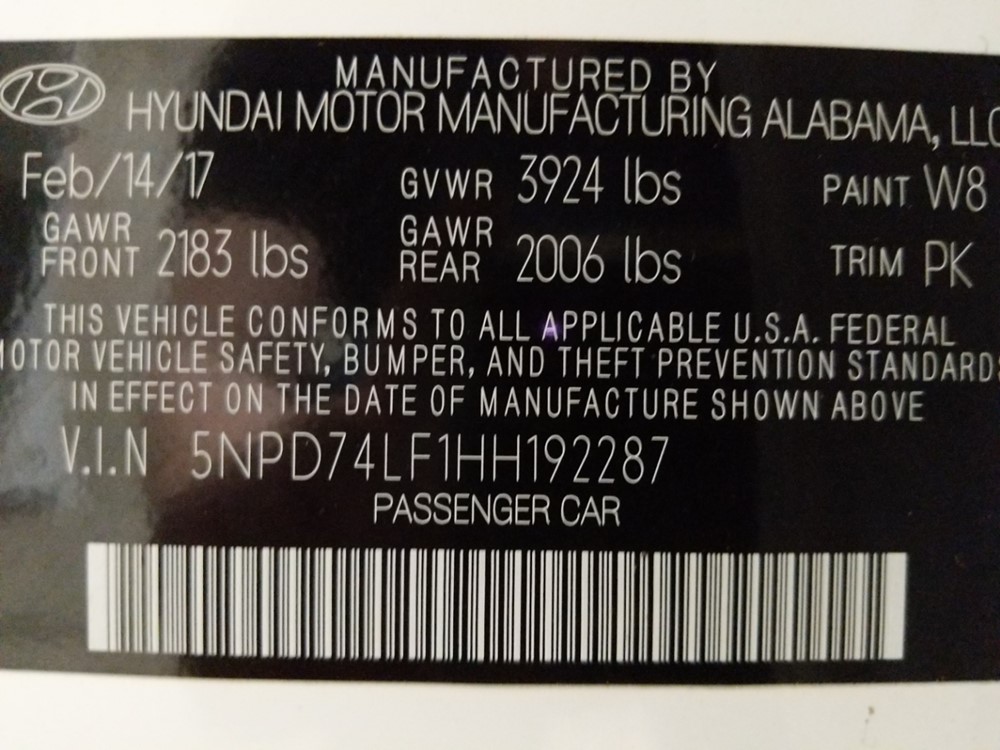 MANUFACTURED BY
HYUNDAI MOTOR MANUFACTURING ALABAMA, LLC
Feb/14/17 GVWR 3924 lbs PAINT W8
GAWR FRONT 2183 lbs GAWR REAR 2006 lbs TRIM PK
THIS VEHICLE CONFORMS TO ALL APPLICABLE U.S.A. FEDERAL
MOTOR VEHICLE SAFETY, BUMPER, AND THEFT PREVENTION STANDARDS
IN EFFECT ON THE DATE OF MANUFACTURE SHOWN ABOVE
V.I.N 5NPD74LF1HH192287
PASSENGER CAR